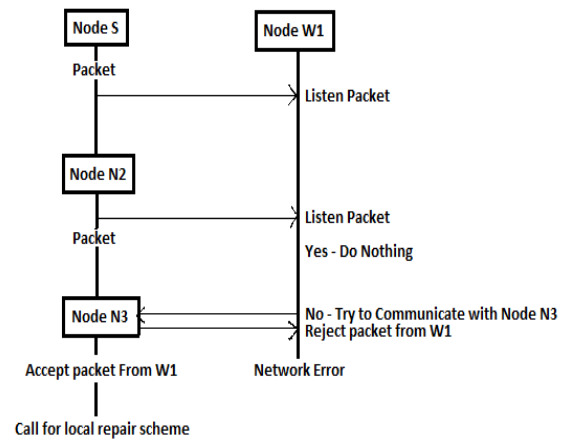 Node S
Node W1
Packet
Listen Packet
Node N2
Listen Packet
Packet
Yes - Do Nothing
Node N3
No - Try to Communicate with Node N3
Reject packet from W1
Accept packet From W1
Network Error
Call for local repair scheme